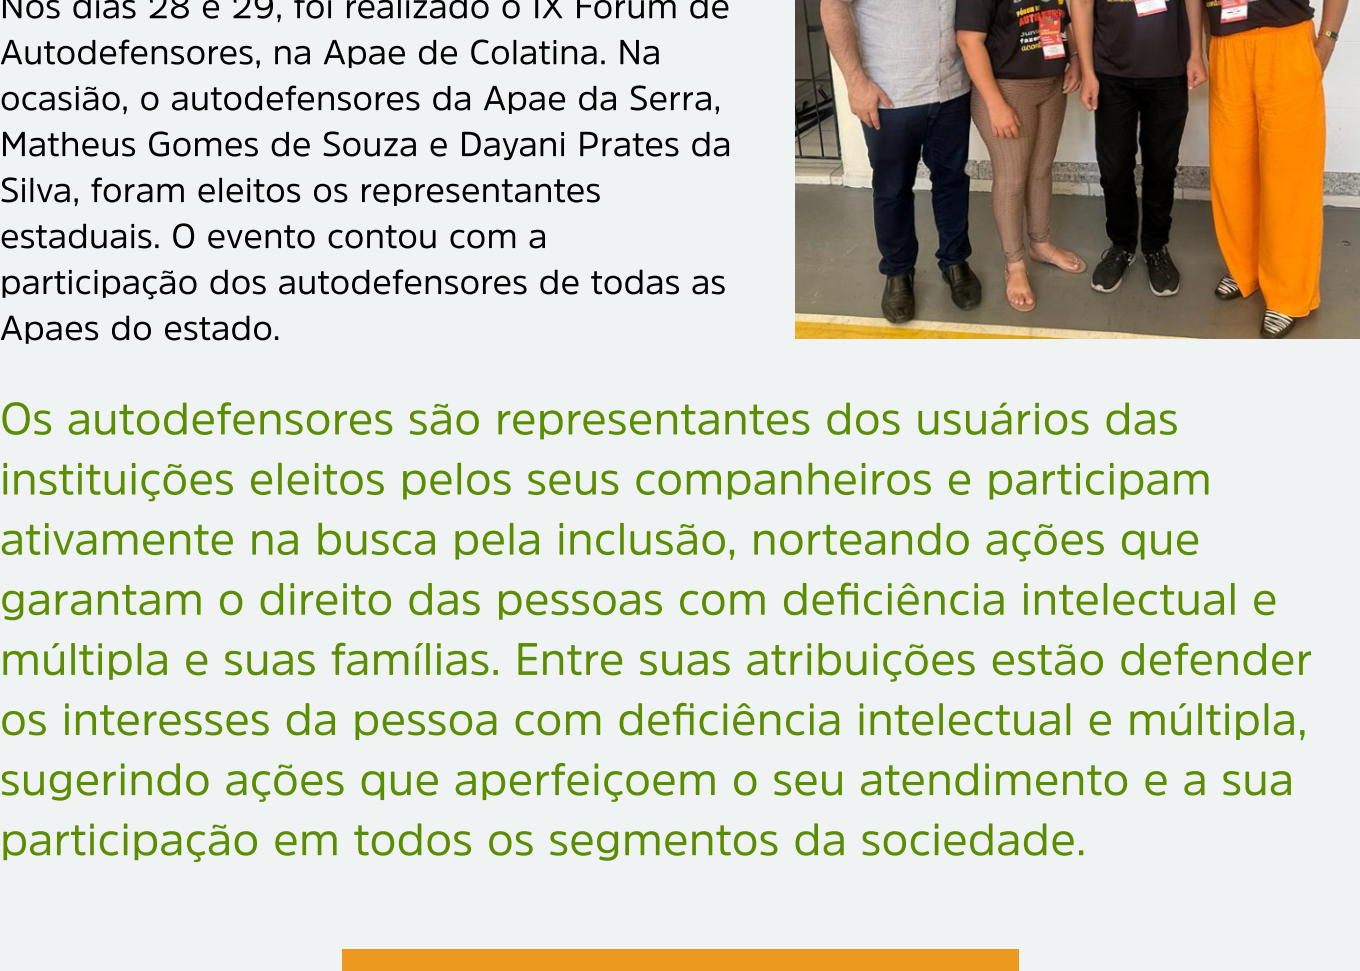 Nos dias 28 e 29, foi realizado o IX Fórum de
Autodefensores, na Apae de Colatina. Na
ocasião, o autodefensores da Apae da Serra,
Matheus Gomes de Souza e Dayani Prates da
Silva, foram eleitos os representantes
estaduais. O evento contou com a
participação dos autodefensores de todas as
Apaes do estado.
Os autodefensores são representantes dos usuários das
instituições eleitos pelos seus companheiros e participam
ativamente na busca pela inclusão, norteando ações que
garantam o direito das pessoas com deficiência intelectual e
múltipla e suas famílias. Entre suas atribuições estão defender
os interesses da pessoa com deficiência intelectual e múltipla,
sugerindo ações que aperfeiçoem o seu atendimento e a sua
participação em todos os segmentos da sociedade.